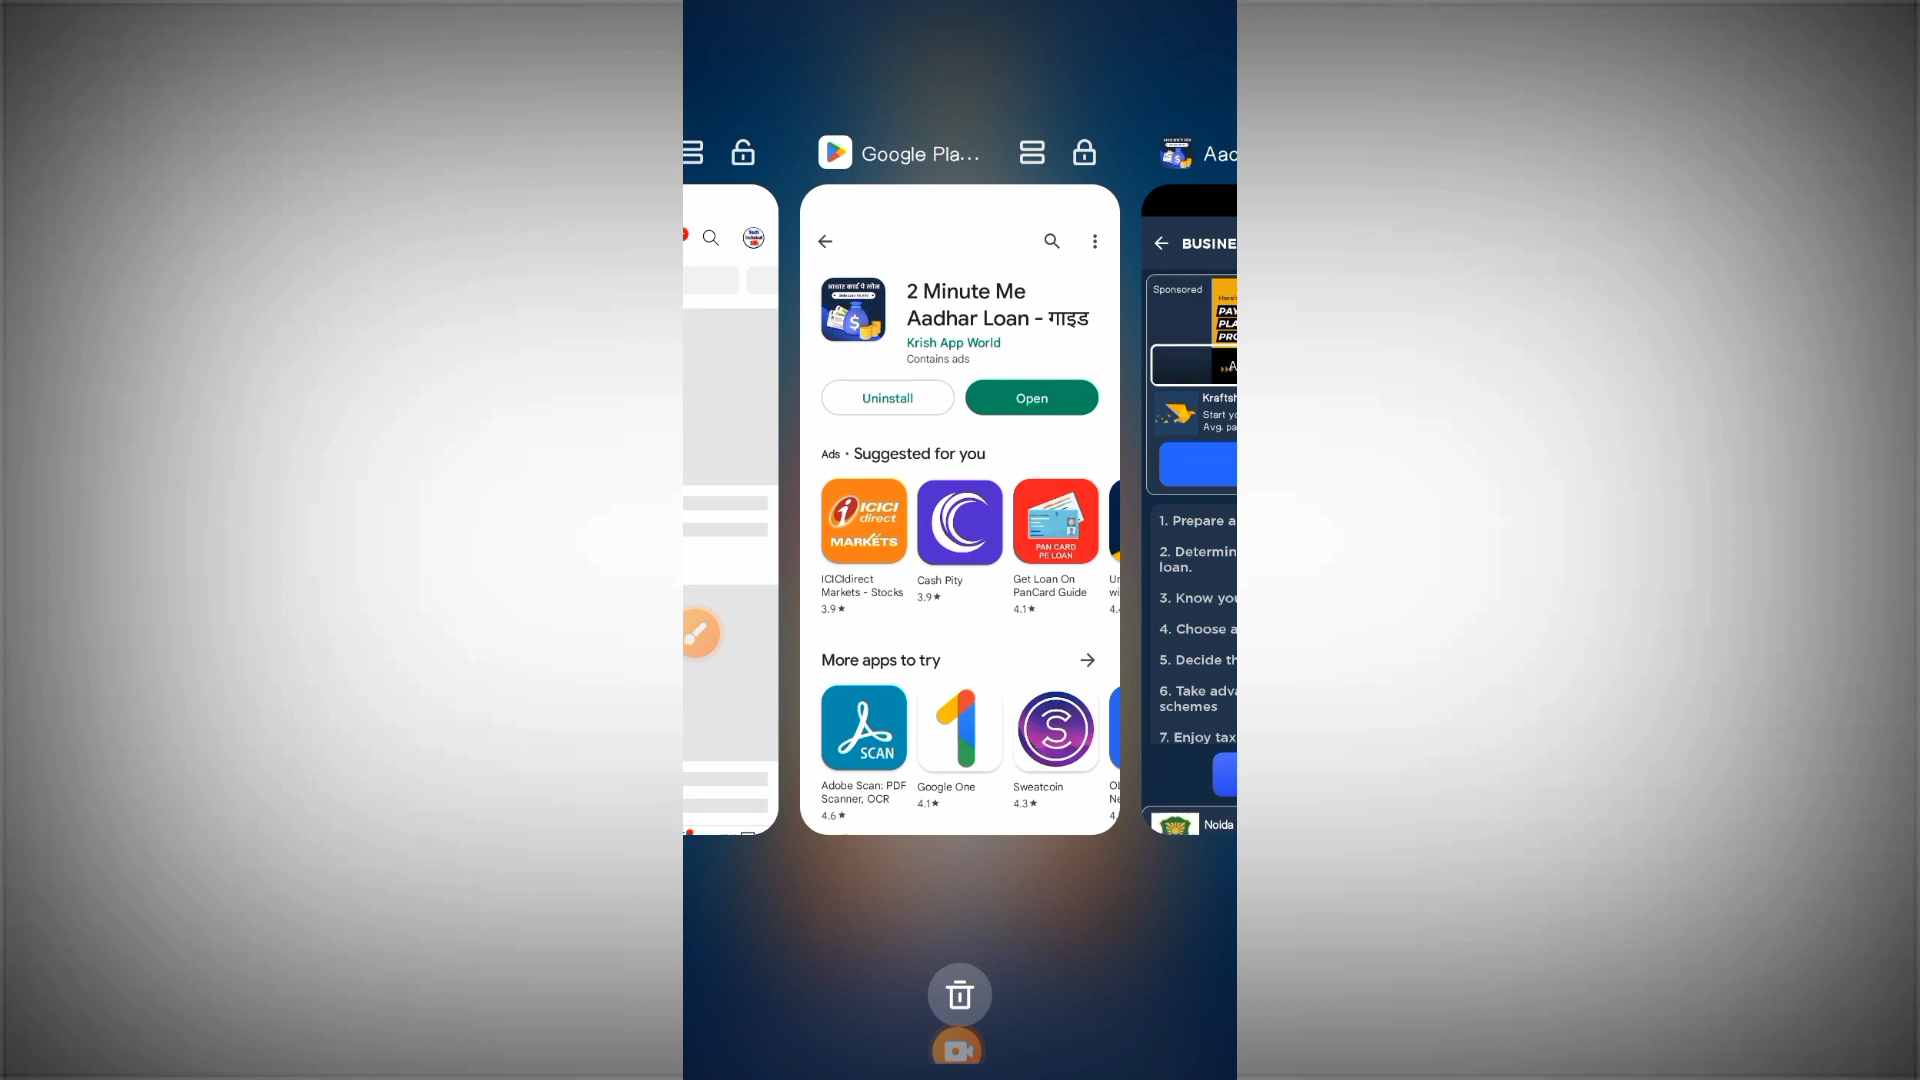 Google Pla...
Aac
2 Minute Me
Aadhar Loan - गाइड
Krish App World
Contains ads
Uninstall
Open
Ads • Suggested for you
आधार कार्ड पे लोन
ICICI
direct
MARKETS
PAN CARD
PE LOAN
ICICIdirect
Markets - Stocks
3.9★
Cash Pity
3.9★
Get Loan On
PanCard Guide
4.1★
More apps to try
SCAN
Adobe Scan: PDF
Scanner, OCR
4.6★
Google One
4.1★
Sweatcoin
4.3★
BUSINE
Sponsored
PAY
PLA
PRO
Kraftsh
Start yo
Avg. pa
1. Prepare a
2. Determin
loan.
3. Know you
4. Choose a
5. Decide th
6. Take adva
schemes
7. Enjoy tax
Noida